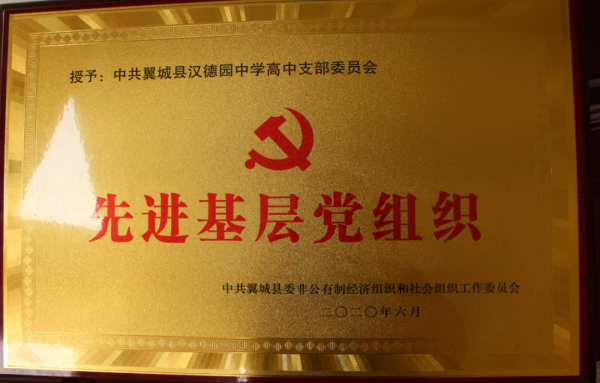 授予：中共翼城县汉德园中学高中支部委员会
先进基层党组织
中共翼城县委非公有制经济组织和社会组织工作委员会
二〇二〇年六月